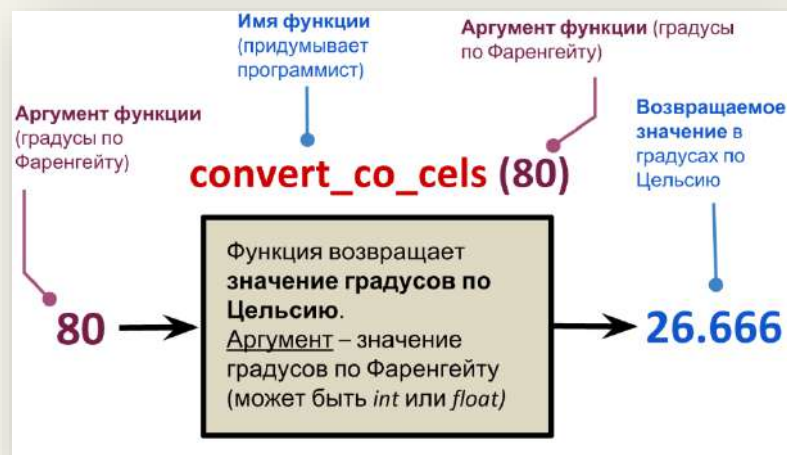 Имя функции
(придумывает
программист)
Аргумент функции (градусы
по Фаренгейту)
Аргумент функции
(градусы по
Фаренгейту)
Возвращаемое
значение в
градусах по
Цельсию
convert_co_cels (80)
Функция возвращает
значение градусов по
Цельсию.
Аргумент – значение
градусов по Фаренгейту
(может быть int или float)
80
26.666